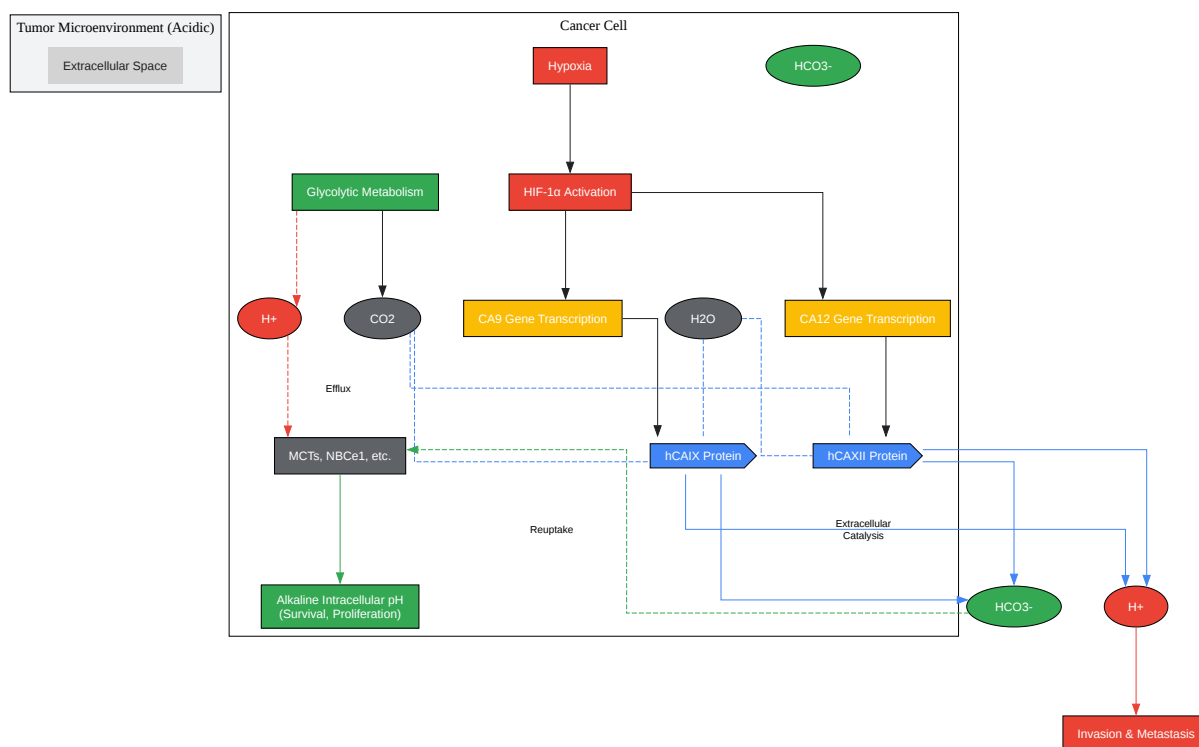 Tumor Microenvironment (Acidic)
Extracellular Space
Cancer Cell
Hypoxia
HCO3-
Glycolytic Metabolism
HIF-1α Activation
H+
CO2
CA9 Gene Transcription
H2O
CA12 Gene Transcription
Efflux
MCTs, NBCe1, etc.
hCAIX Protein
hCAXII Protein
Reuptake
Extracellular
Catalysis
Alkaline Intracellular pH
(Survival, Proliferation)
HCO3-
H+
Invasion & Metastasis